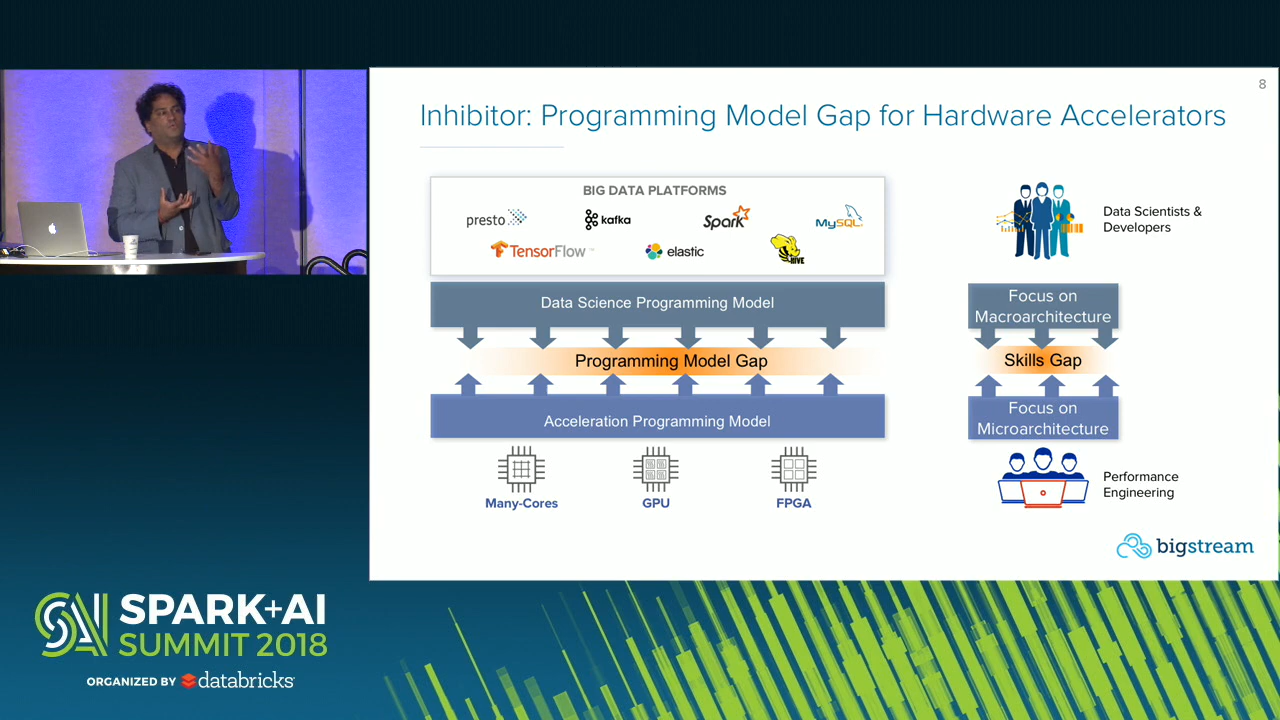 8
Inhibitor: Programming Model Gap for Hardware Accelerators
BIG DATA PLATFORMS
presto
kafka
Spark
MySQL
TensorFlow™
elastic
HIVE
Data Science Programming Model
Programming Model Gap
Acceleration Programming Model
Many-Cores
GPU
FPGA
Data Scientists &
Developers
Focus on
Macroarchitecture
Skills Gap
Focus on
Microarchitecture
Performance
Engineering
bigstream
SAI
SPARK+AI
SUMMIT 2018
ORGANIZED BY databricks